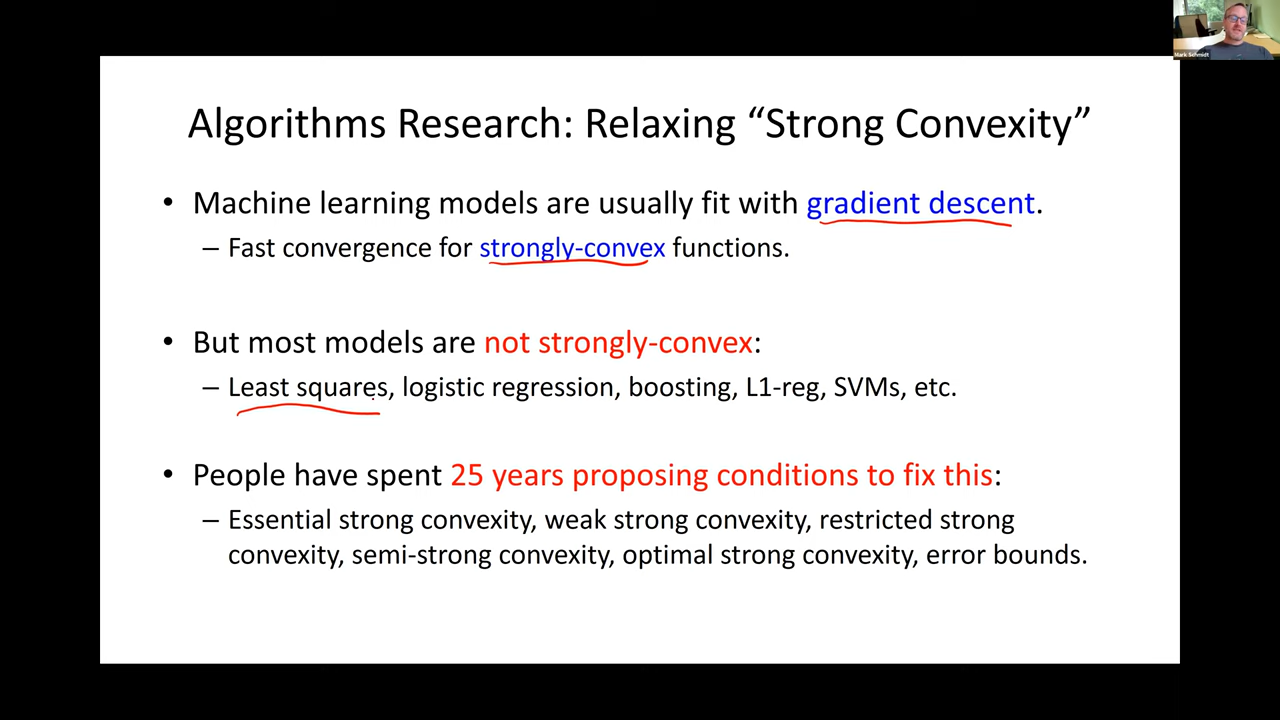 Mark Schmidt
Algorithms Research: Relaxing “Strong Convexity”
• Machine learning models are usually fit with gradient descent.
– Fast convergence for strongly-convex functions.
• But most models are not strongly-convex:
– Least squares, logistic regression, boosting, L1-reg, SVMs, etc.
• People have spent 25 years proposing conditions to fix this:
– Essential strong convexity, weak strong convexity, restricted strong
convexity, semi-strong convexity, optimal strong convexity, error bounds.